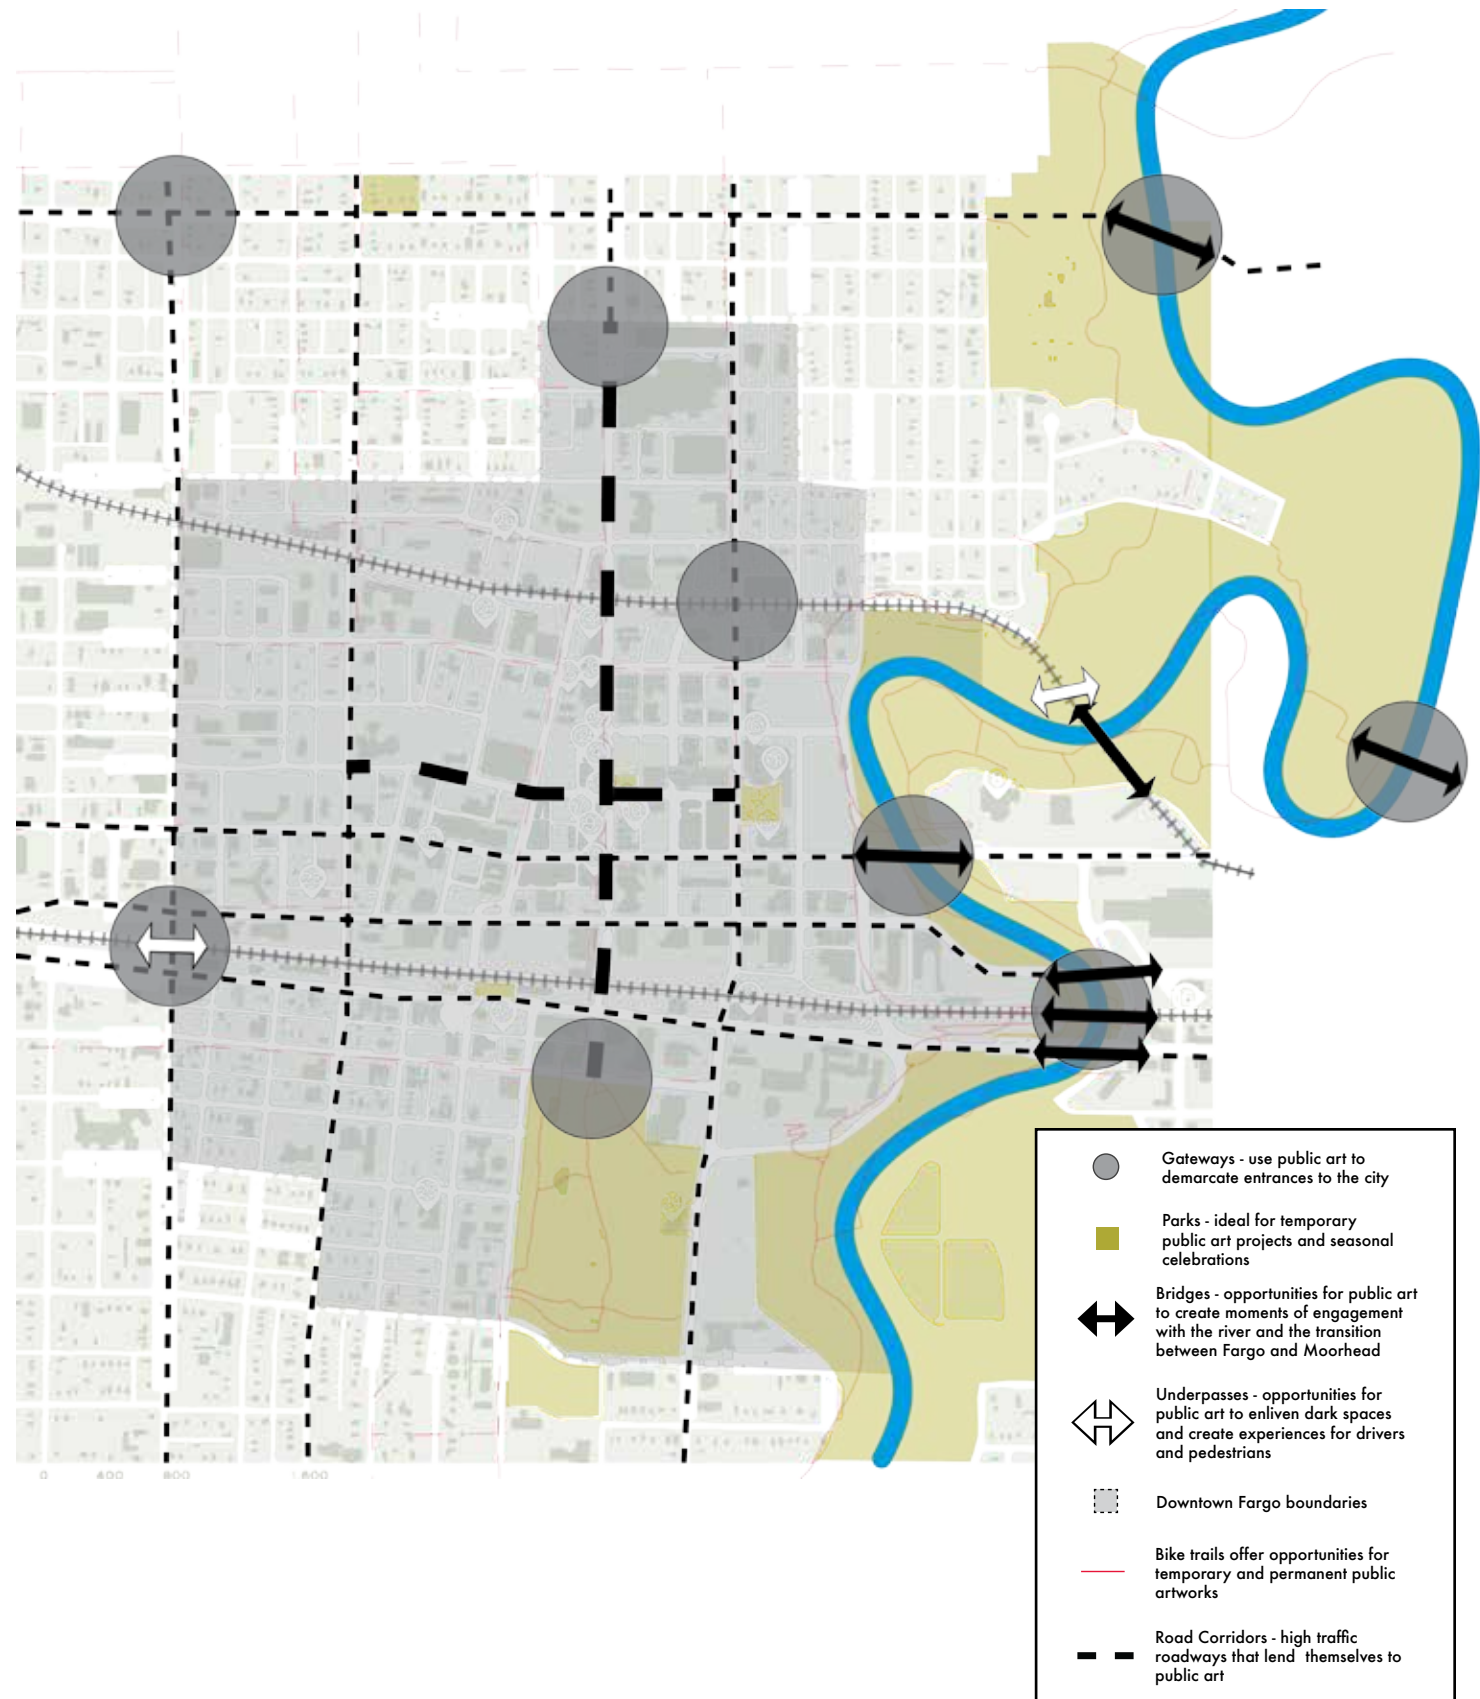 0 400 800 1600
Gateways - use public art to
demarcate entrances to the city
Parks - ideal for temporary
public art projects and seasonal
celebrations
Bridges - opportunities for public art
to create moments of engagement
with the river and the transition
between Fargo and Moorhead
Underpasses - opportunities for
public art to enliven dark spaces
and create experiences for drivers
and pedestrians
Downtown Fargo boundaries
Bike trails offer opportunities for
temporary and permanent public
artworks
Road Corridors - high traffic
roadways that lend themselves to
public art